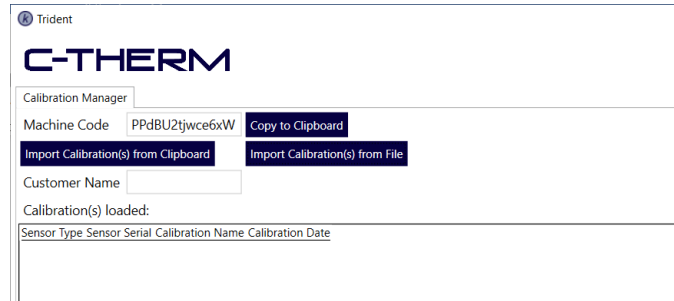 Trident
C-THERM
Calibration Manager
Machine Code PPdBU2tjwce6xW Copy to Clipboard
Import Calibration(s) from Clipboard Import Calibration(s) from File
Customer Name
Calibration(s) loaded:
Sensor Type Sensor Serial Calibration Name Calibration Date